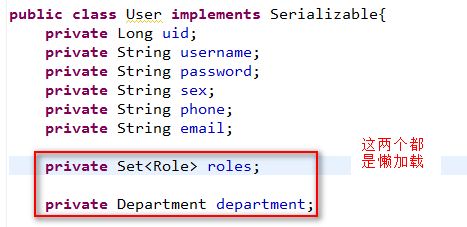 public class User implements Serializable{
private Long uid;
private String username;
private String password;
private String sex;
private String phone;
private String email;
这两个都
是懒加载
private Set<Role> roles;
private Department department;